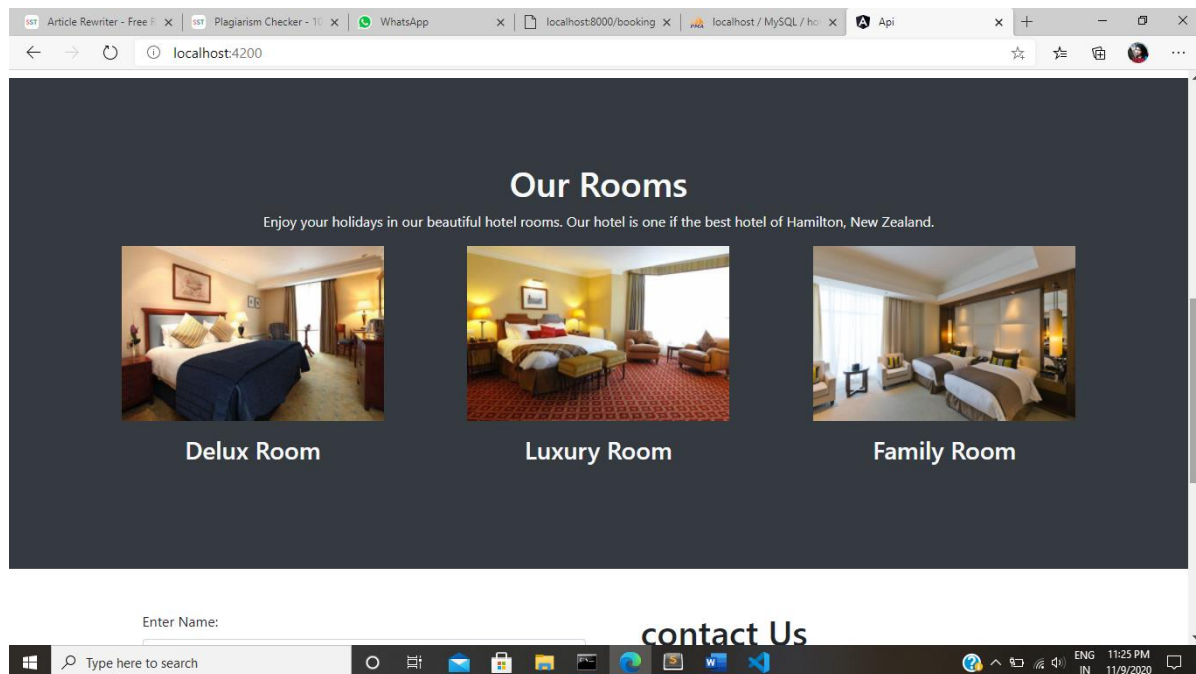 SST Article Rewriter - Free R
SST Plagiarism Checker - 10
WhatsApp
localhost:8000/booking
localhost / MySQL / ho
Api
localhost:4200
Our Rooms
Enjoy your holidays in our beautiful hotel rooms. Our hotel is one if the best hotel of Hamilton, New Zealand.
Delux Room
Luxury Room
Family Room
Enter Name:
contact Us
Type here to search
ENG
IN
11:25 PM
11/9/2020